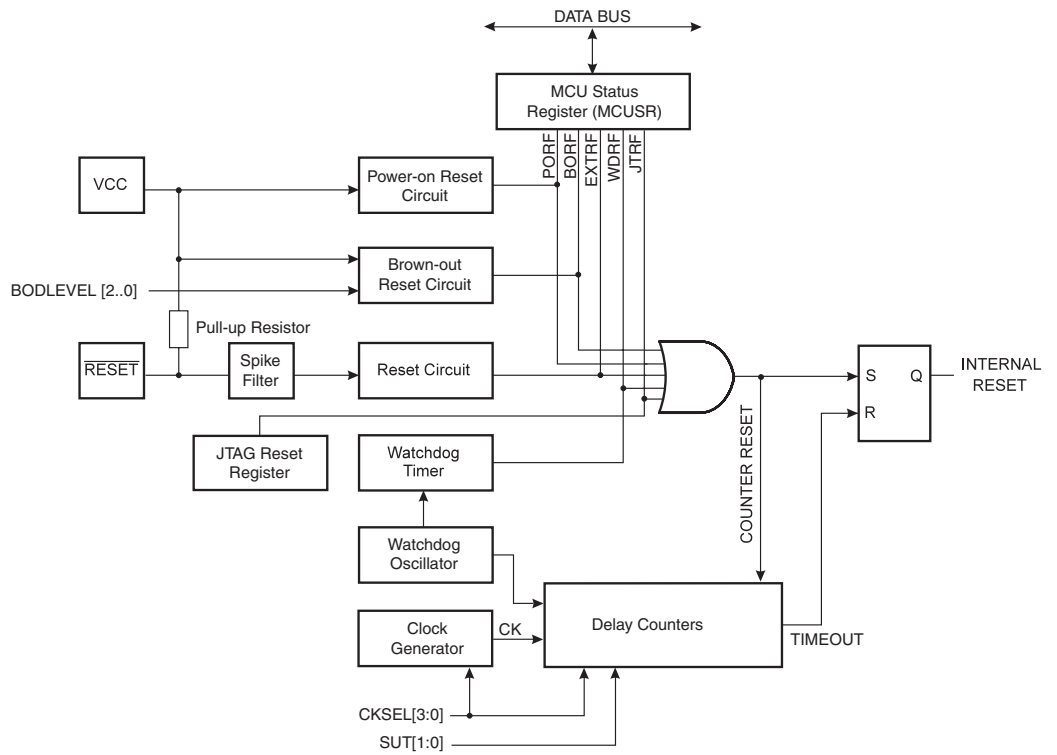 DATA BUS
MCU Status
Register (MCUSR)
PORF
BORF
EXTRF
WDRF
JTRF
VCC
Power-on Reset
Circuit
Brown-out
Reset Circuit
BODLEVEL [2..0]
Pull-up Resistor
RESET
Spike
Filter
Reset Circuit
JTAG Reset
Register
Watchdog
Timer
S
Q
R
INTERNAL
RESET
COUNTER RESET
Watchdog
Oscillator
Clock
Generator
CK
Delay Counters
TIMEOUT
CKSEL[3:0]
SUT[1:0]